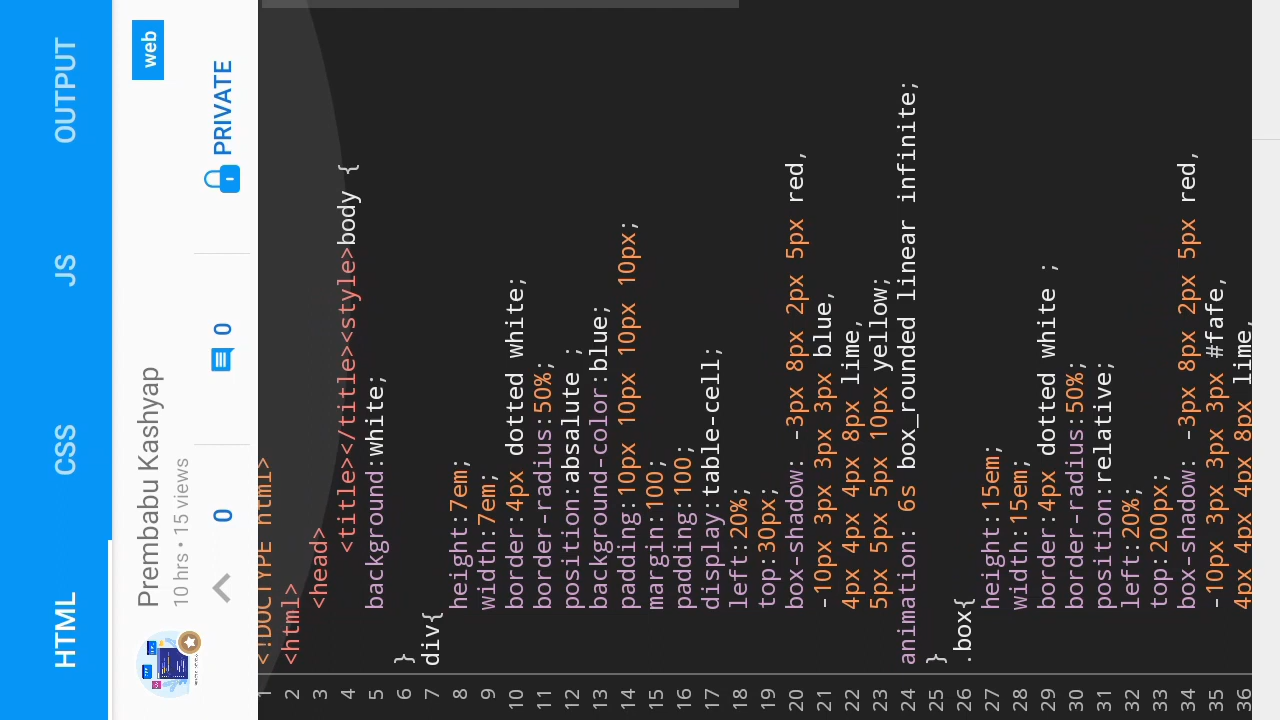 HTML CSS JS OUTPUT
Prembabu Kashyap
web
10 hrs • 15 views
0 0 PRIVATE
1 <!DOCTYPE html>
2 <html>
3 <head>
4 <title></title><style>body {
5 background:white;
6 }
7 div{
8 height:7em;
9 width:7em;
10 border:4px dotted white;
11 border-radius:50%;
12 position:absalute ;
13 background-color:blue;
14 padding:10px 10px 10px 10px;
15 margin:100;
16 padding:100;
17 display:table-cell;
18 left:20%;
19 top:30px;
20 box-shadow: -3px 8px 2px 5px red,
21 -10px 3px 3px 3px blue,
22 4px 4px 4px 8px lime,
23 5px 5px 5px 10px yellow;
24 animation: 6s box_rounded linear infinite;
25 }
26 .box{
27 height:15em;
28 width:15em;
29 border:4px dotted white ;
30 border-radius:50%;
31 position:relative;
32 left:20%;
33 top:200px;
34 box-shadow: -3px 8px 2px 5px red,
35 -10px 3px 3px 3px #fafe,
36 4px 4px 4px 8px lime,